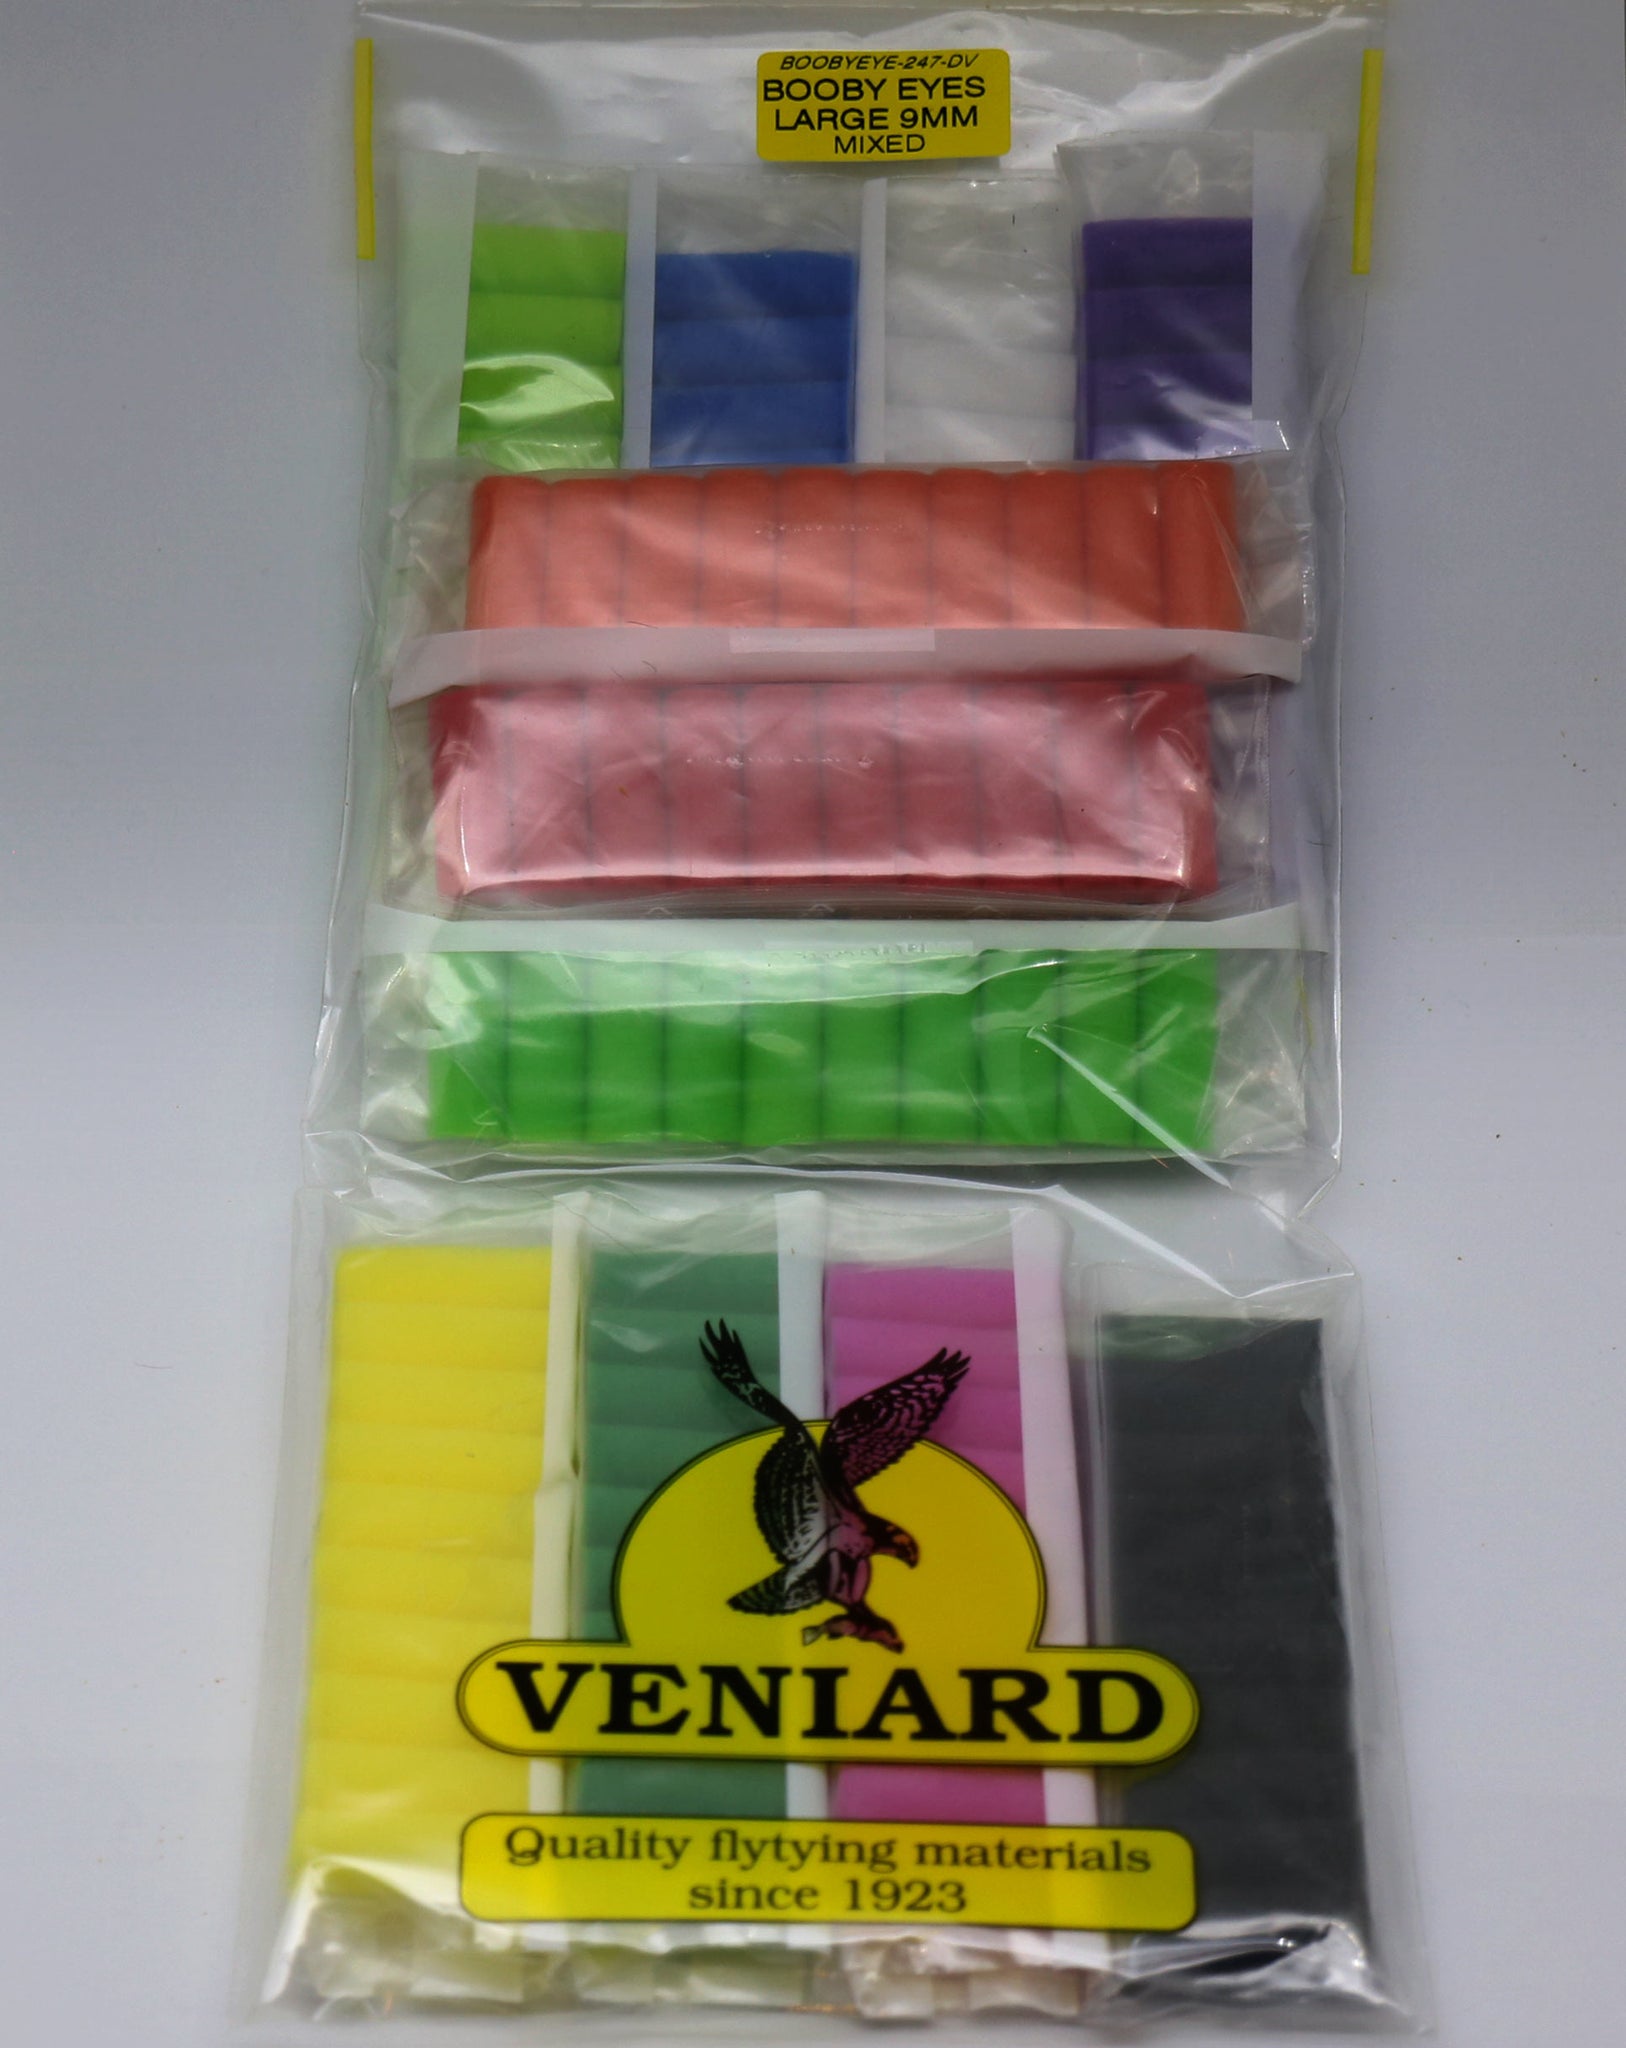 BOOBYEYE-247-DV
BOOBY EYES
LARGE 9MM
MIXED
VENIARD
Quality flytying materials
since 1923